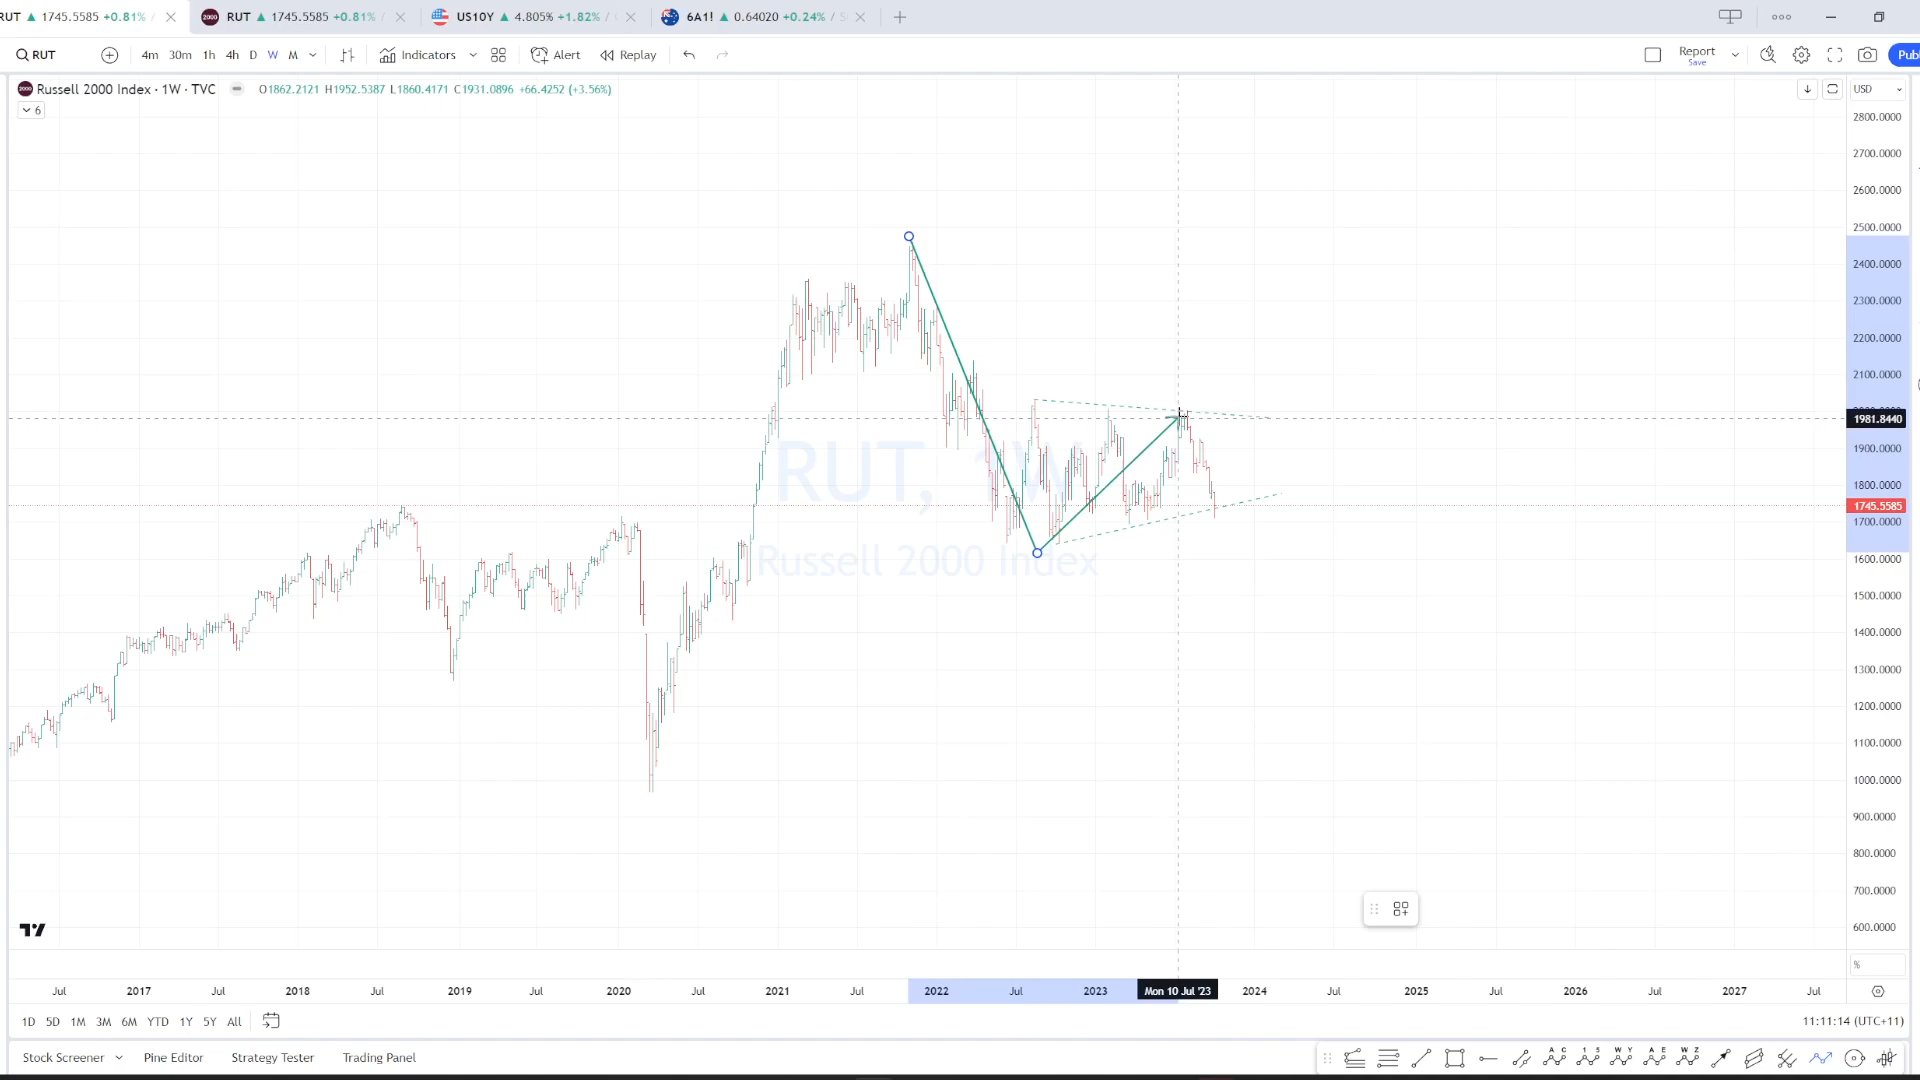 RUT 1745.5585 +0.81% /
2000 RUT 1745.5585 +0.81% /
US10Y 4.805% +1.82% /
6A1! 0.64020 +0.24% /
RUT
4m 30m 1h 4h D W M
Indicators
Alert
Replay
Report
Save
Publ
2000 Russell 2000 Index · 1W · TVC
O1862.2121 H1952.5387 L1860.4171 C1931.0896 +66.4252 (+3.56%)
6
USD
2800.0000
2700.0000
2600.0000
2500.0000
2400.0000
2300.0000
2200.0000
2100.0000
1981.8440
1900.0000
1800.0000
1745.5585
1700.0000
1600.0000
1500.0000
1400.0000
1300.0000
1200.0000
1100.0000
1000.0000
900.0000
800.0000
700.0000
600.0000
RUT, 1W
Russell 2000 Index
%
Jul 2017 Jul 2018 Jul 2019 Jul 2020 Jul 2021 Jul 2022 Jul 2023 Mon 10 Jul '23 2024 Jul 2025 Jul 2026 Jul 2027 Jul
1D 5D 1M 3M 6M YTD 1Y 5Y All
11:11:14 (UTC+11)
Stock Screener Pine Editor Strategy Tester Trading Panel
A C 1 5 W Y A E W Z